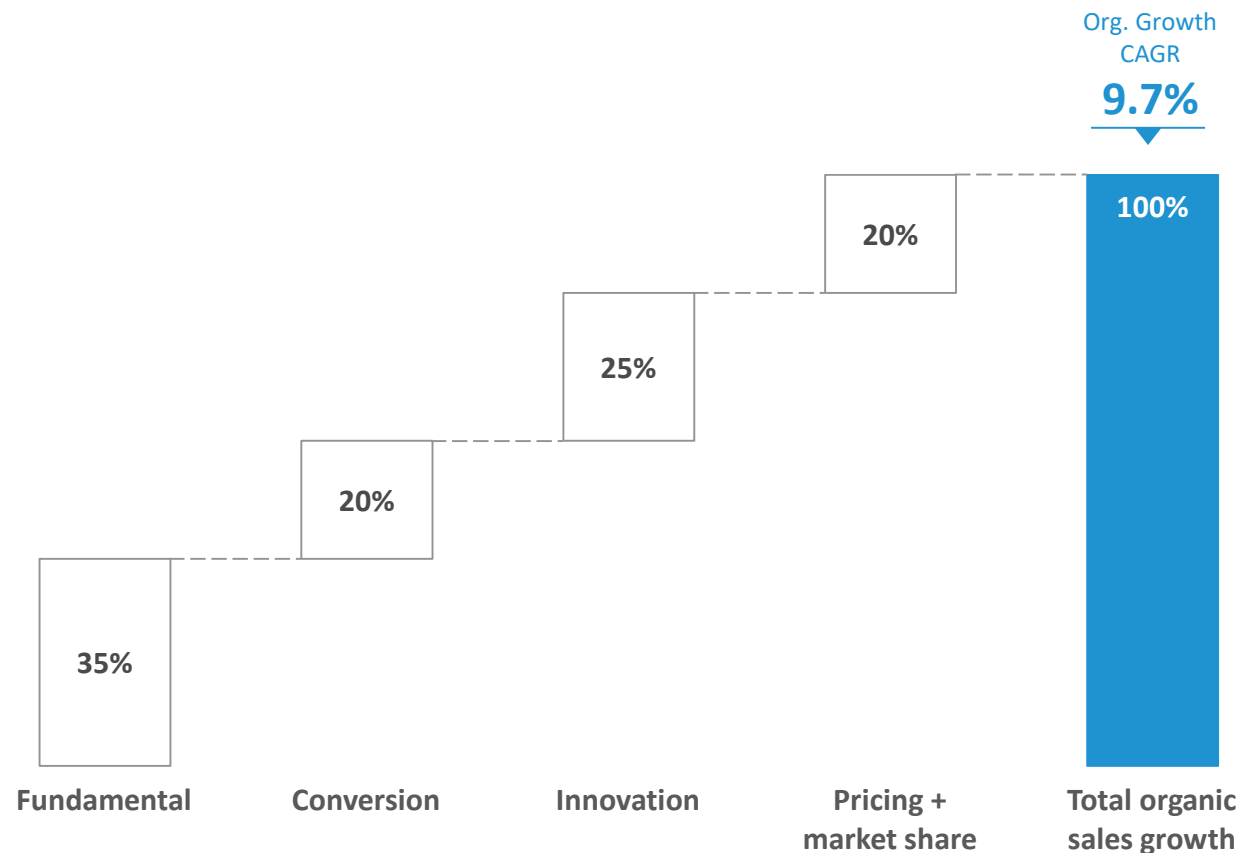 Org. Growth
CAGR
9.7%
100%
20%
25%
20%
35%
Fundamental
Conversion
Innovation
Pricing +
market share
Total organic
sales growth